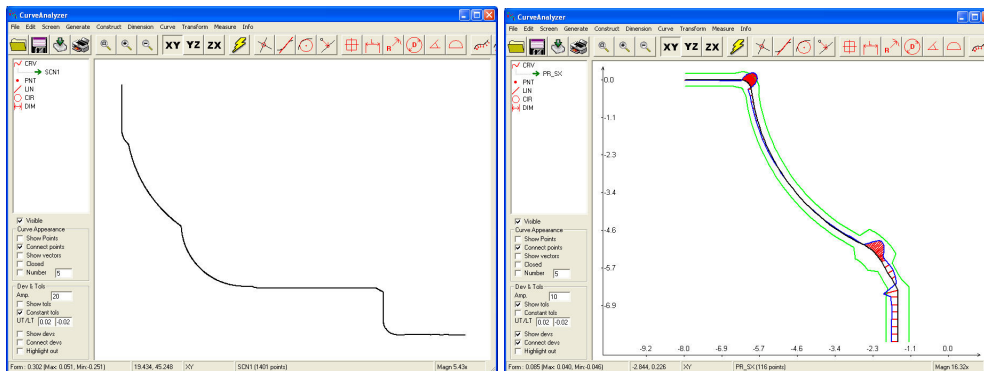 CurveAnalyzer
File Edit Screen Generate Construct Dimension Curve Transform Measure Info
XY YZ ZX
CRV
SCN1
PNT
LIN
CIR
DIM
Visible
Curve Appearance
Show Points
Connect points
Show vectors
Closed
Number 5
Dev & Tols
Amp. 20
Show tols
Constant tols
UT/LT 0.02 -0.02
Show devs
Connect devs
Highlight out
Form : 0.302 (Max: 0.051, Min:-0.251) 19.434, 45.248 XY SCN1 (1401 points) Magn 5.43x
CurveAnalyzer
File Edit Screen Generate Construct Dimension Curve Transform Measure Info
XY YZ ZX
CRV
PR_SX
PNT
LIN
CIR
DIM
Visible
Curve Appearance
Show Points
Connect points
Show vectors
Closed
Number 5
Dev & Tols
Amp. 10
Show tols
Constant tols
UT/LT 0.02 -0.02
Show devs
Connect devs
Highlight out
0.0
-1.1
-2.3
-3.4
-4.6
-5.7
-6.9
-9.2 -8.0 -6.9 -5.7 -4.6 -3.4 -2.3 -1.1 0.0
Form : 0.085 (Max: 0.040, Min:-0.046) -2.844, 0.226 XY PR_SX (116 points) Magn 16.32x